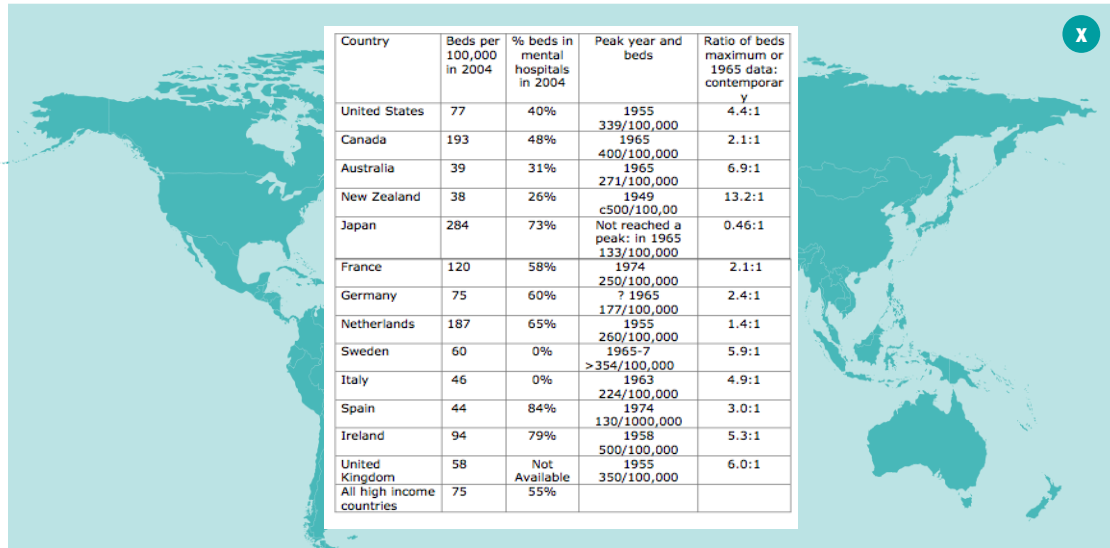 X
Country Beds per 100,000 in 2004 % beds in mental hospitals in 2004 Peak year and beds Ratio of beds maximum or 1965 data: contemporar y
United States 77 40% 1955 339/100,000 4.4:1
Canada 193 48% 1965 400/100,000 2.1:1
Australia 39 31% 1965 271/100,000 6.9:1
New Zealand 38 26% 1949 c500/100,00 13.2:1
Japan 284 73% Not reached a peak: in 1965 133/100,000 0.46:1
France 120 58% 1974 250/100,000 2.1:1
Germany 75 60% ? 1965 177/100,000 2.4:1
Netherlands 187 65% 1955 260/100,000 1.4:1
Sweden 60 0% 1965-7 >354/100,000 5.9:1
Italy 46 0% 1963 224/100,000 4.9:1
Spain 44 84% 1974 130/1000,000 3.0:1
Ireland 94 79% 1958 500/100,000 5.3:1
United Kingdom 58 Not Available 1955 350/100,000 6.0:1
All high income countries 75 55%